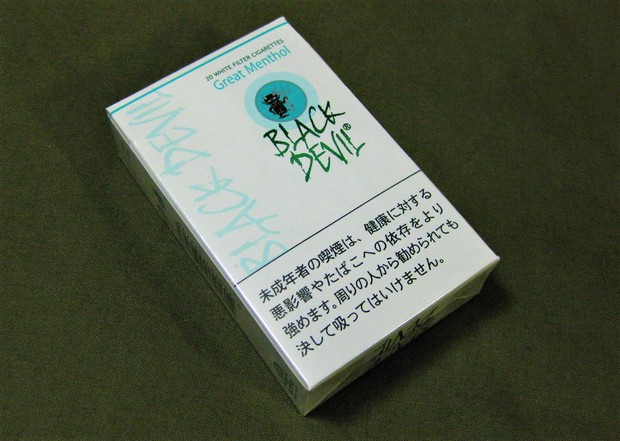 20 WHITE FILTER CIGARETTES
Great Menthol
BLACK
DEVIL®
BLACK DEVIL
未成年者の喫煙は、健康に対する
悪影響やたばこへの依存をより
強めます。周りの人から勧められても
決して吸ってはいけません。